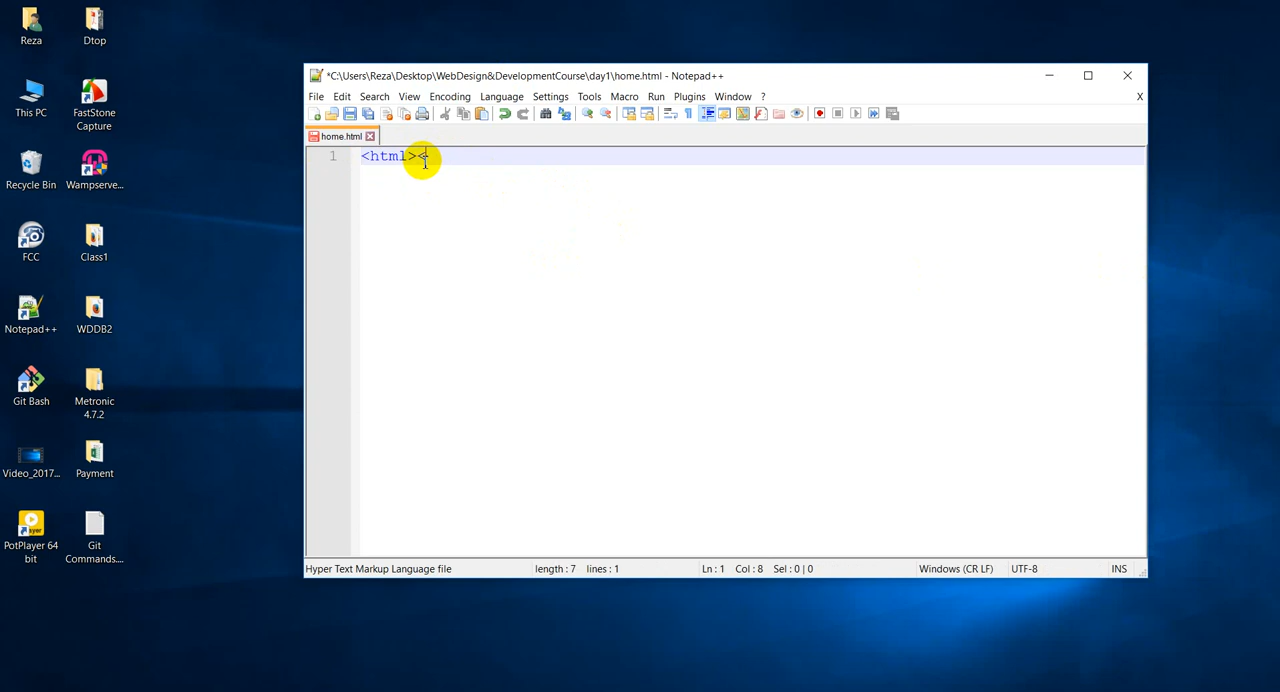 Reza
Dtop
This PC
FastStone
Capture
Recycle Bin
Wampserve...
FCC
Class1
Notepad++
WDDB2
Git Bash
Metronic
4.7.2
Video_2017...
Payment
PotPlayer 64
bit
Git
Commands....
*C:\Users\Reza\Desktop\WebDesign&DevelopmentCourse\day1\home.html - Notepad++
File Edit Search View Encoding Language Settings Tools Macro Run Plugins Window ? X
home.html
1 <html><
Hyper Text Markup Language file length : 7 lines : 1 Ln : 1 Col : 8 Sel : 0 | 0 Windows (CR LF) UTF-8 INS